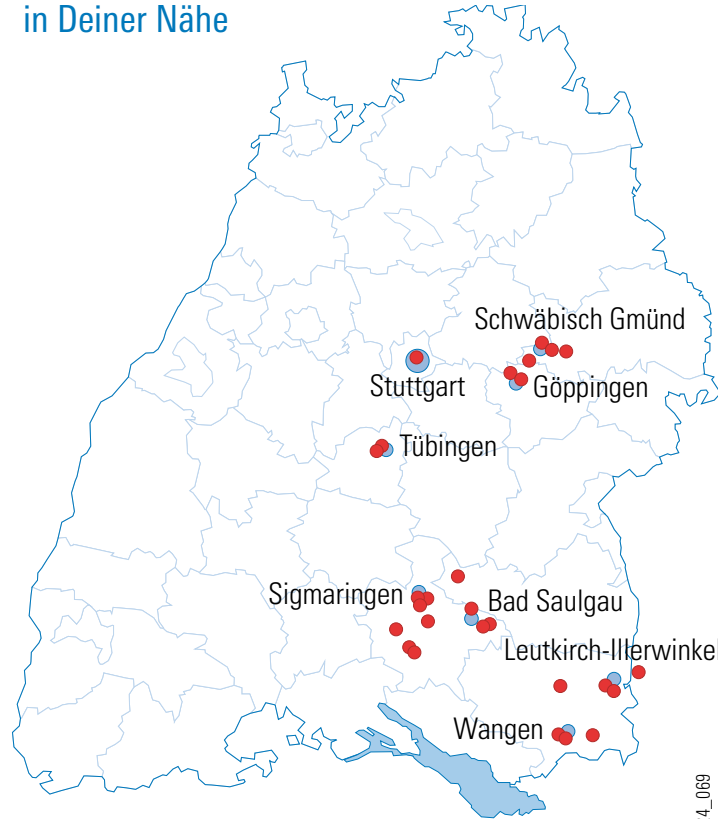 in Deiner Nähe
Schwäbisch Gmünd
Stuttgart
Göppingen
Tübingen
Sigmaringen
Bad Saulgau
Leutkirch-Illerwinkel
Wangen
4_069